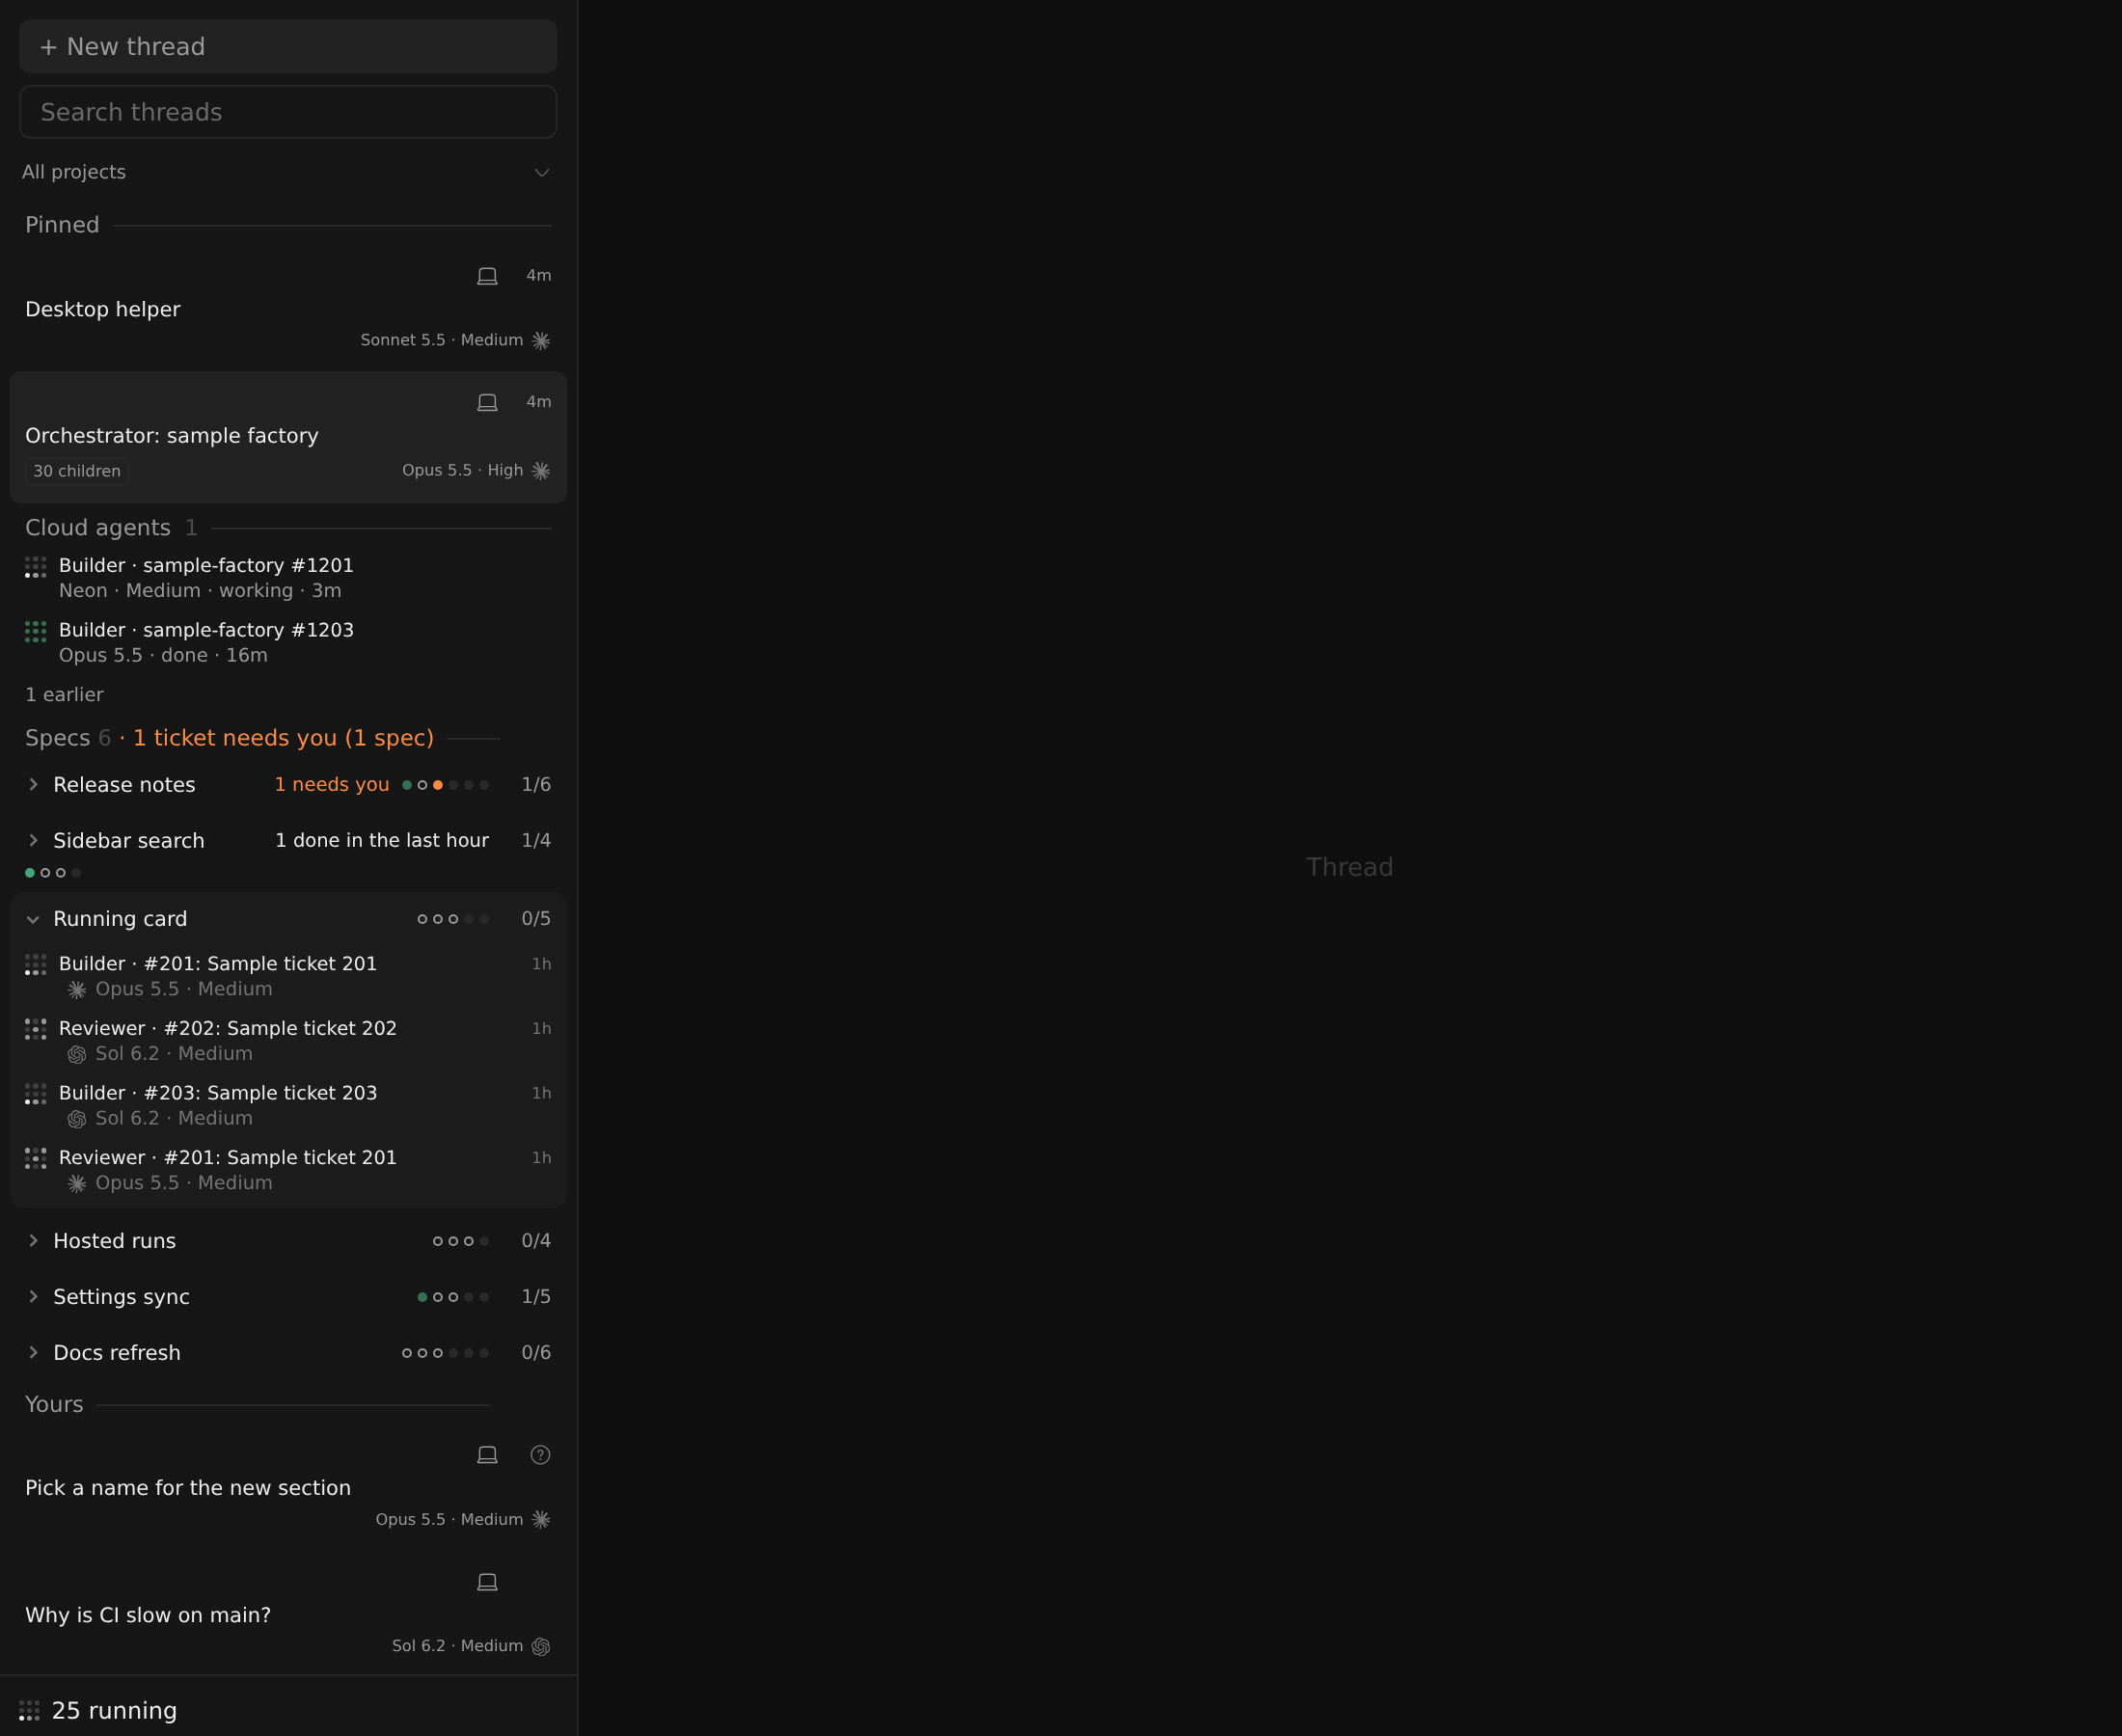 + New thread
Search threads
All projects
Pinned
4m
Desktop helper
Sonnet 5.5 · Medium
4m
Orchestrator: sample factory
30 children Opus 5.5 · High
Cloud agents 1
Builder · sample-factory #1201
Neon · Medium · working · 3m
Builder · sample-factory #1203
Opus 5.5 · done · 16m
1 earlier
Specs 6 · 1 ticket needs you (1 spec)
Release notes 1 needs you 1/6
Sidebar search 1 done in the last hour 1/4
Running card 0/5
Builder · #201: Sample ticket 201 1h
Opus 5.5 · Medium
Reviewer · #202: Sample ticket 202 1h
Sol 6.2 · Medium
Builder · #203: Sample ticket 203 1h
Sol 6.2 · Medium
Reviewer · #201: Sample ticket 201 1h
Opus 5.5 · Medium
Hosted runs 0/4
Settings sync 1/5
Docs refresh 0/6
Yours
?
Pick a name for the new section
Opus 5.5 · Medium
Why is CI slow on main?
Sol 6.2 · Medium
25 running
Thread